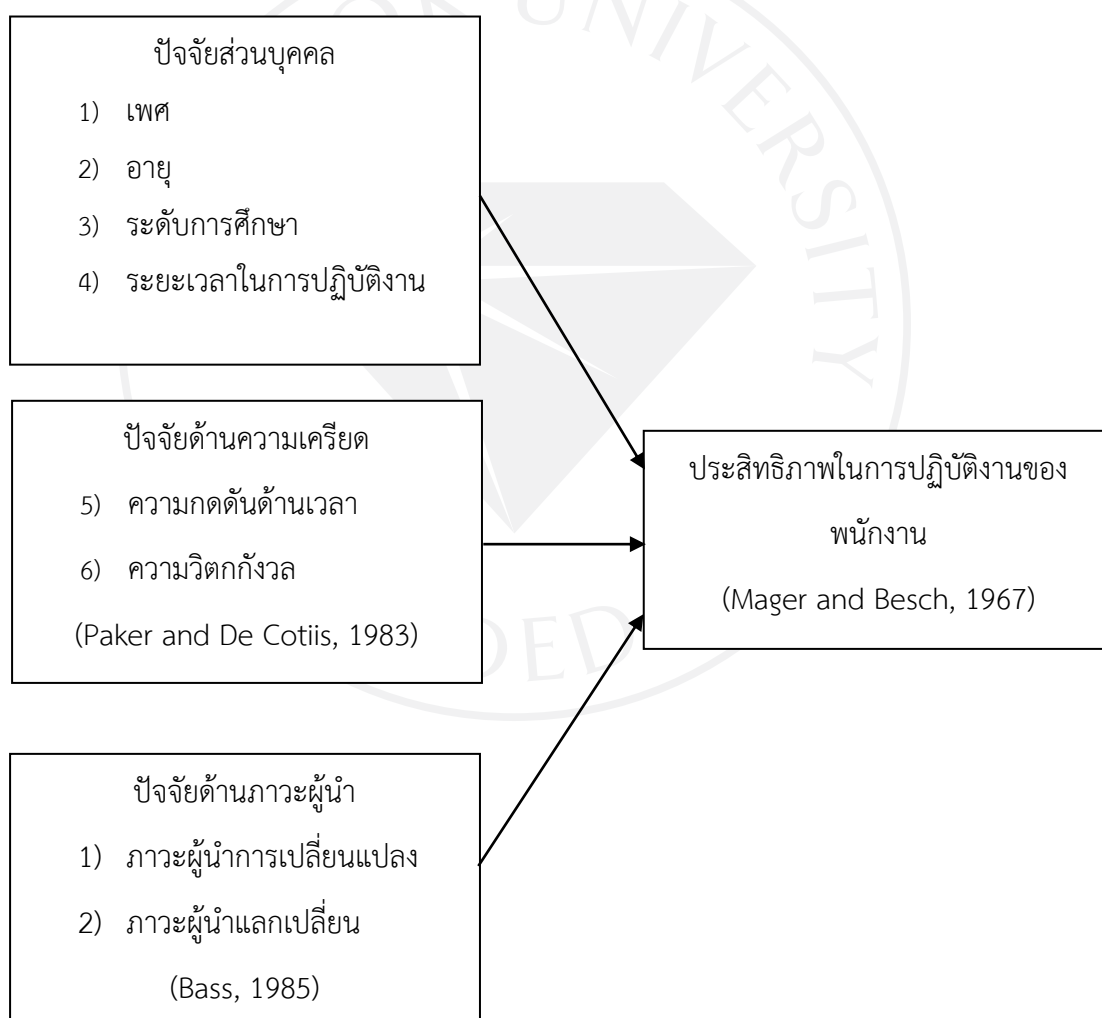 ปัจจัยส่วนบุคคล
1) เพศ
2) อายุ
3) ระดับการศึกษา
4) ระยะเวลาในการปฏิบัติงาน
ปัจจัยด้านความเครียด
5) ความกดดันด้านเวลา
6) ความวิตกกังวล
(Paker and De Cotiis, 1983)
ปัจจัยด้านภาวะผู้นำ
1) ภาวะผู้นำการเปลี่ยนแปลง
2) ภาวะผู้นำแลกเปลี่ยน
(Bass, 1985)
ประสิทธิภาพในการปฏิบัติงานของ
พนักงาน
(Mager and Besch, 1967)
UNIVERSITY